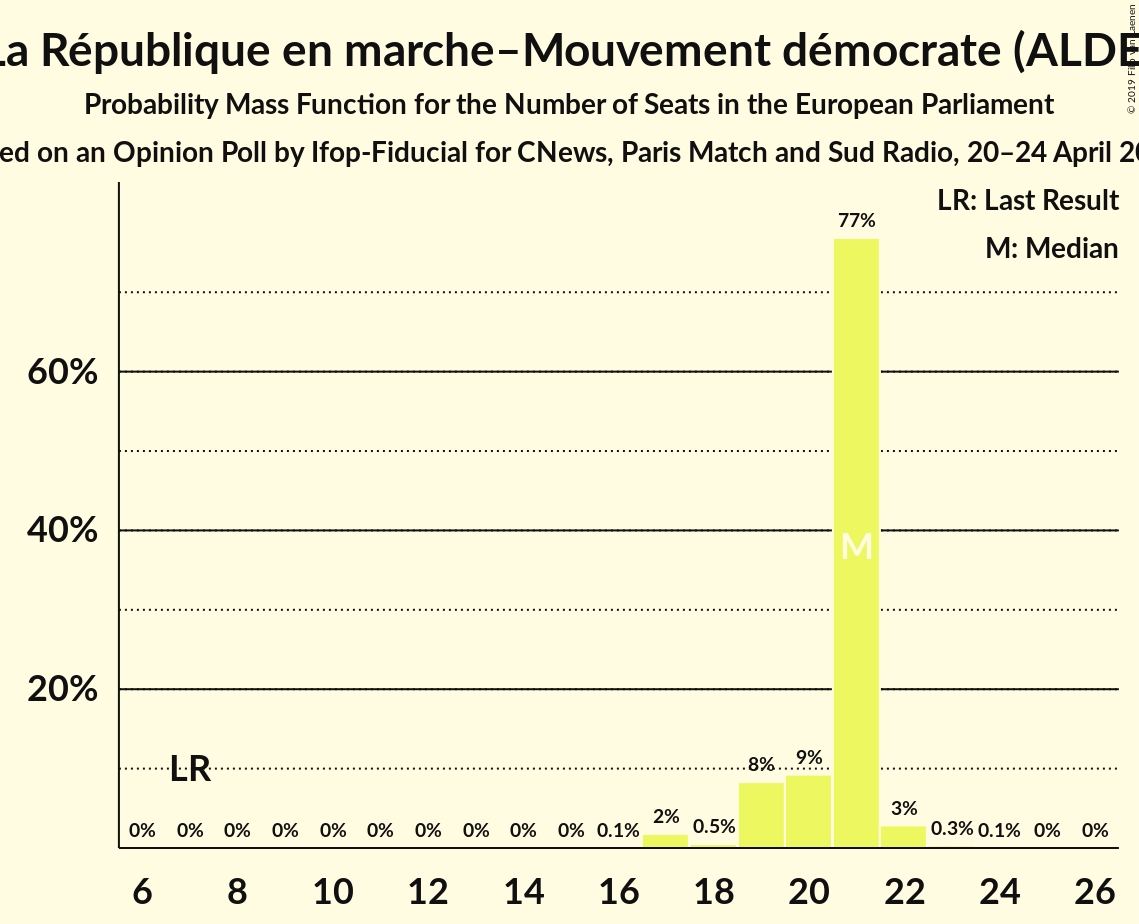 La République en marche–Mouvement démocrate (ALDE
Probability Mass Function for the Number of Seats in the European Parliament
ed on an Opinion Poll by Ifop-Fiducial for CNews, Paris Match and Sud Radio, 20–24 April 20
LR: Last Result
M: Median
77%
60%
40%
M
20%
LR
8% 9%
0% 0% 0% 0% 0% 0% 0% 0% 0% 0% 0.1% 2% 0.5% 3% 0.3% 0.1% 0% 0%
6 8 10 12 14 16 18 20 22 24 26
© 2019